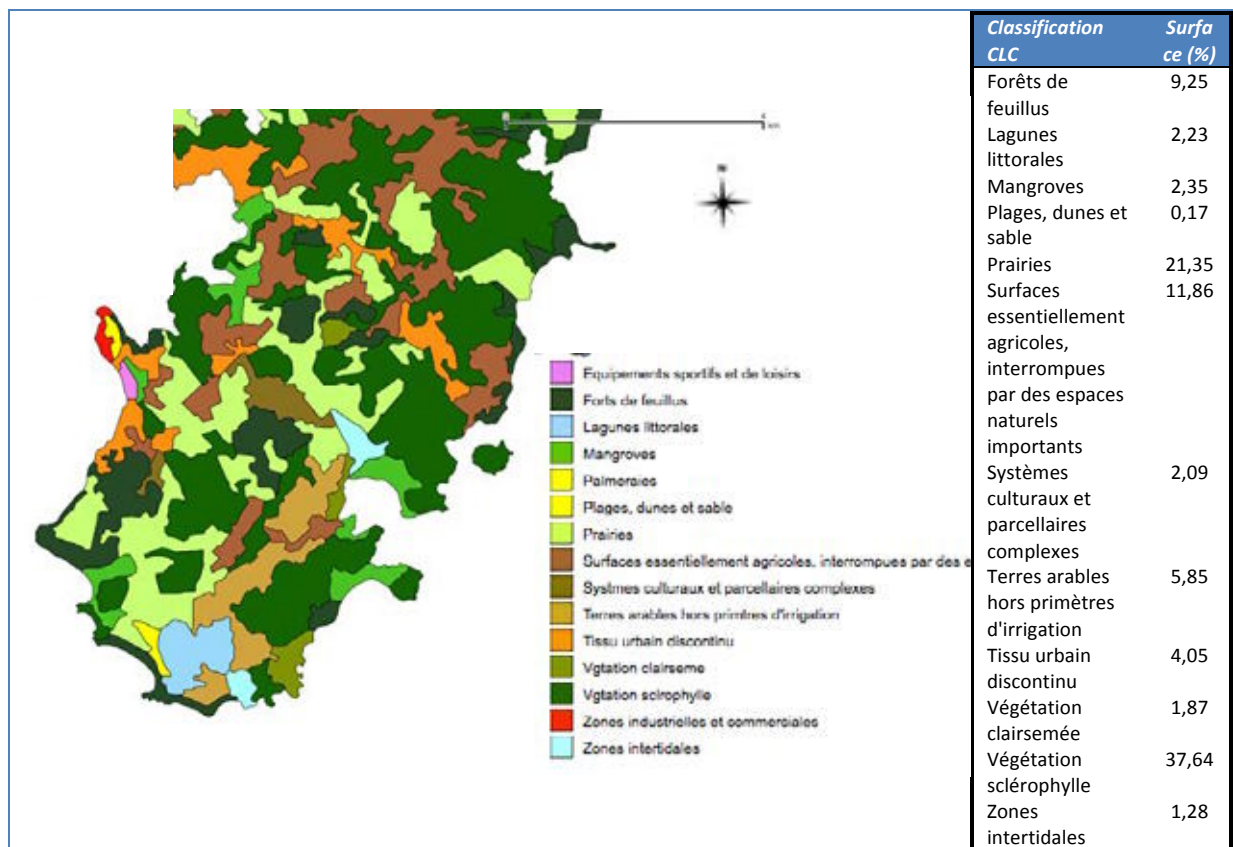 Equipements sportifs et de loisirs
Forts de feuillus
Lagunes littorales
Mangroves
Palmeraies
Plages, dunes et sable
Prairies
Surfaces essentiellement agricoles, interrompues par des e
Systmes culturaux et parcellaires complexes
Terres arables hors primtres d'irrigation
Tissu urbain discontinu
Vgtation clairseme
Vgtation sclrophylle
Zones industrielles et commerciales
Zones intertidales
Classification Surfa
CLC ce (%)
Forêts de 9,25
feuillus
Lagunes 2,23
littorales
Mangroves 2,35
Plages, dunes et 0,17
sable
Prairies 21,35
Surfaces 11,86
essentiellement
agricoles,
interrompues
par des espaces
naturels
importants
Systèmes 2,09
culturaux et
parcellaires
complexes
Terres arables 5,85
hors primètres
d'irrigation
Tissu urbain 4,05
discontinu
Végétation 1,87
clairsemée
Végétation 37,64
sclérophylle
Zones 1,28
intertidales